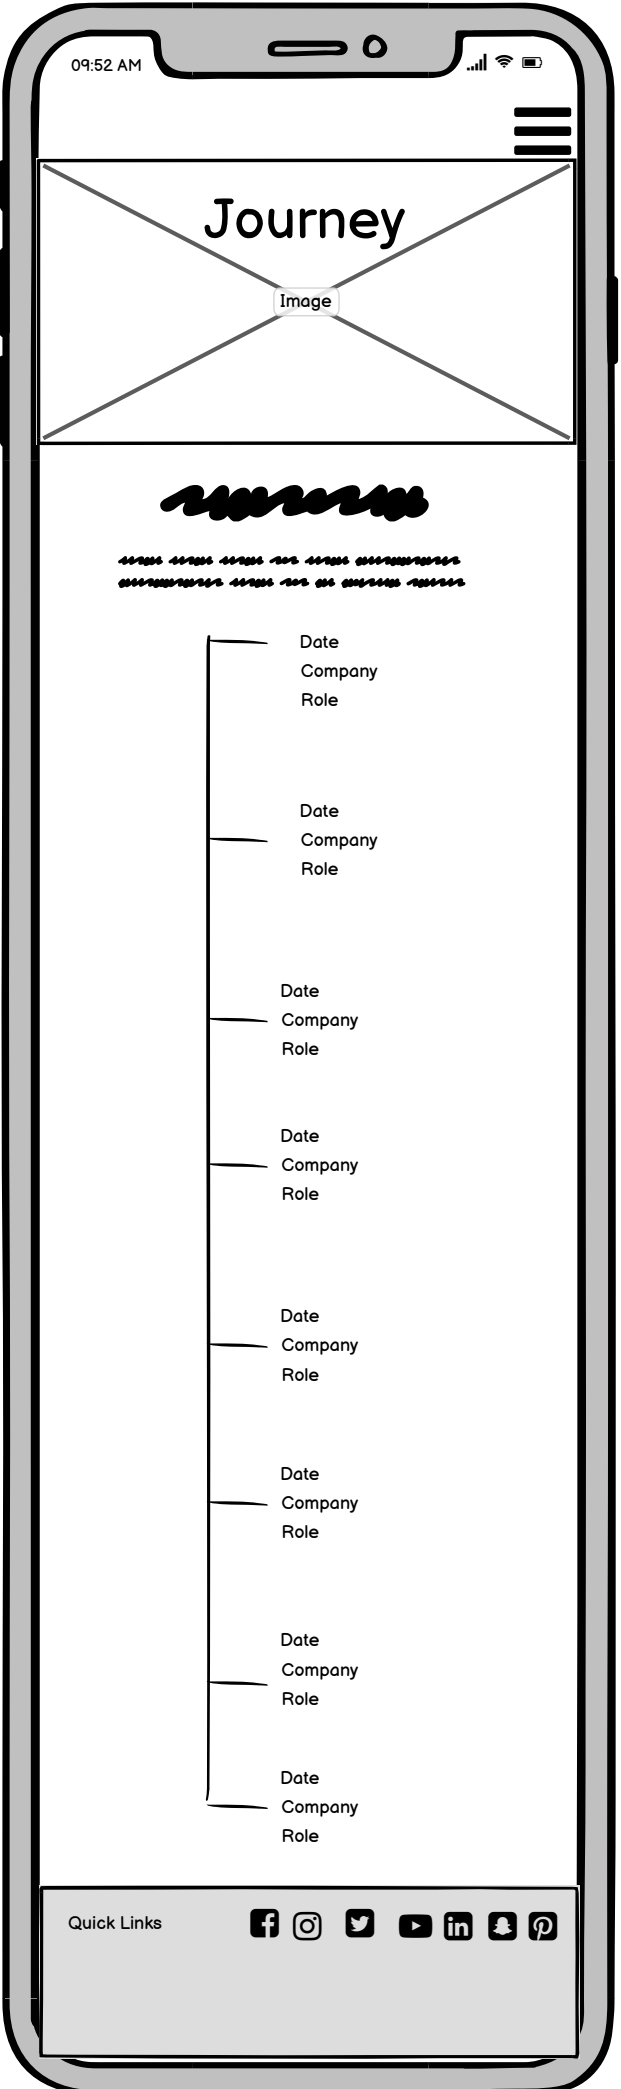 09:52 AM
Journey
Image
Date
Company
Role
Date
Company
Role
Date
Company
Role
Date
Company
Role
Date
Company
Role
Date
Company
Role
Date
Company
Role
Date
Company
Role
Quick Links